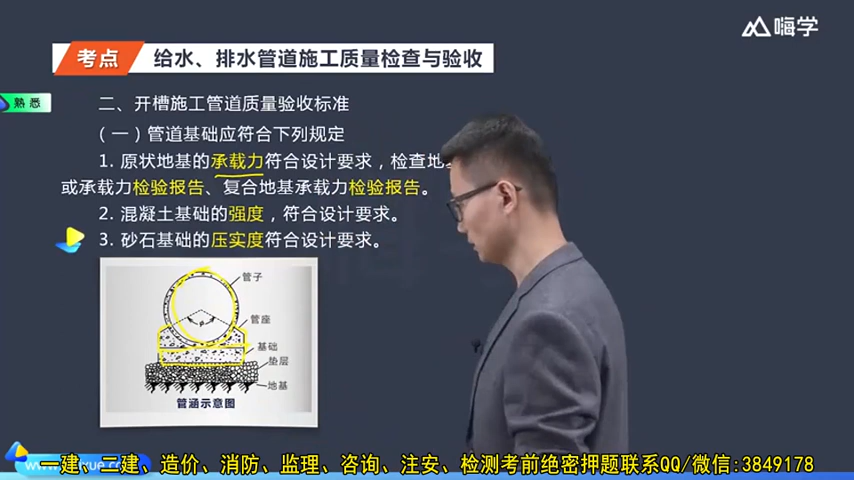 考点 给水、排水管道施工质量检查与验收
嗨学
熟悉
二、开槽施工管道质量验收标准
（一）管道基础应符合下列规定
1. 原状地基的承载力符合设计要求，检查地
或承载力检验报告、复合地基承载力检验报告。
2. 混凝土基础的强度，符合设计要求。
3. 砂石基础的压实度符合设计要求。
管子
管座
基础
垫层
地基
管涵示意图
一建、二建、造价、消防、监理、咨询、注安、检测考前绝密押题联系QQ/微信:3849178